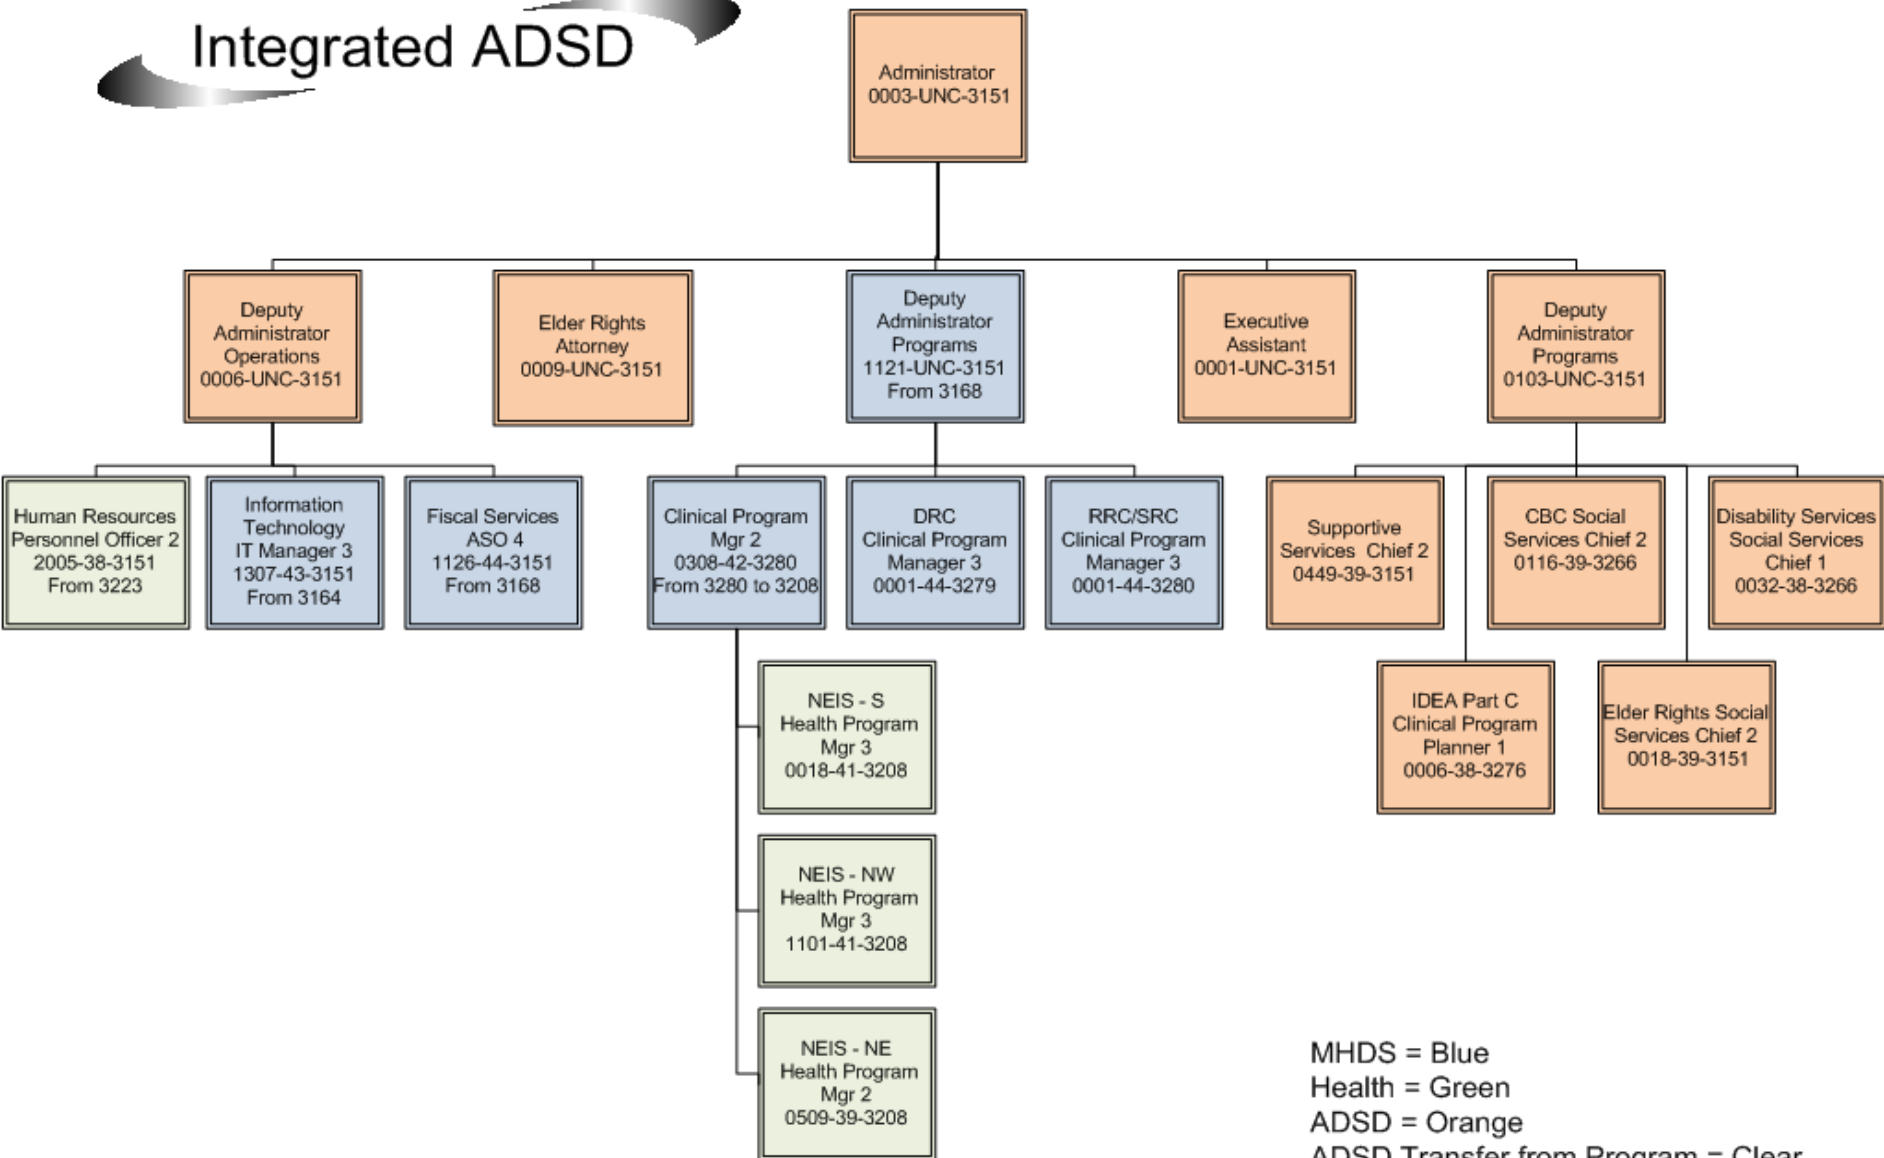 Integrated ADSD
Administrator
0003-UNC-3151
Deputy
Administrator
Operations
0006-UNC-3151
Elder Rights
Attorney
0009-UNC-3151
Deputy
Administrator
Programs
1121-UNC-3151
From 3168
Executive
Assistant
0001-UNC-3151
Deputy
Administrator
Programs
0103-UNC-3151
Human Resources
Personnel Officer 2
2005-38-3151
From 3223
Information
Technology
IT Manager 3
1307-43-3151
From 3164
Fiscal Services
ASO 4
1126-44-3151
From 3168
Clinical Program
Mgr 2
0308-42-3280
From 3280 to 3208
DRC
Clinical Program
Manager 3
0001-44-3279
RRC/SRC
Clinical Program
Manager 3
0001-44-3280
Supportive
Services Chief 2
0449-39-3151
CBC Social
Services Chief 2
0116-39-3266
Disability Services
Social Services
Chief 1
0032-38-3266
NEIS - S
Health Program
Mgr 3
0018-41-3208
IDEA Part C
Clinical Program
Planner 1
0006-38-3276
Elder Rights Social
Services Chief 2
0018-39-3151
NEIS - NW
Health Program
Mgr 3
1101-41-3208
NEIS - NE
Health Program
Mgr 2
0509-39-3208
MHDS = Blue
Health = Green
ADSD = Orange
ADSD Transfer from Program = Clear